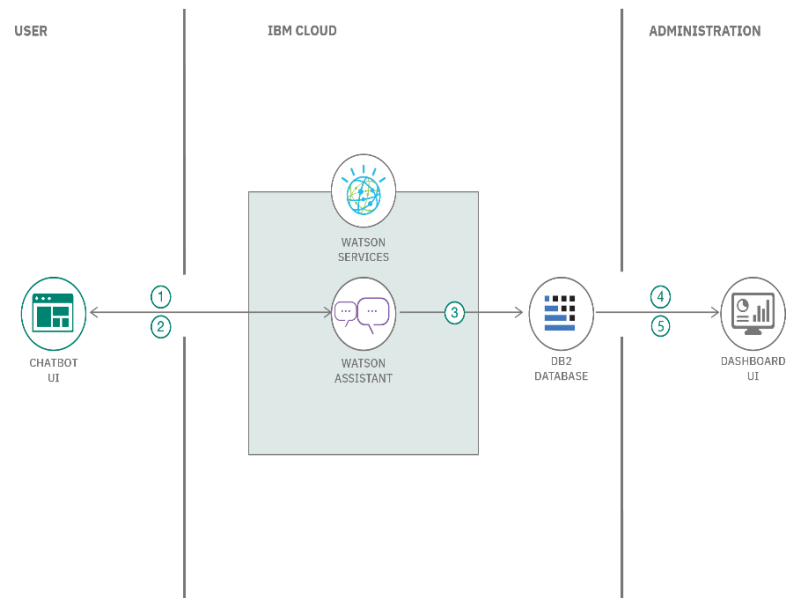 USER
IBM CLOUD
ADMINISTRATION
WATSON
SERVICES
1
2
3
4
5
CHATBOT
UI
WATSON
ASSISTANT
DB2
DATABASE
DASHBOARD
UI